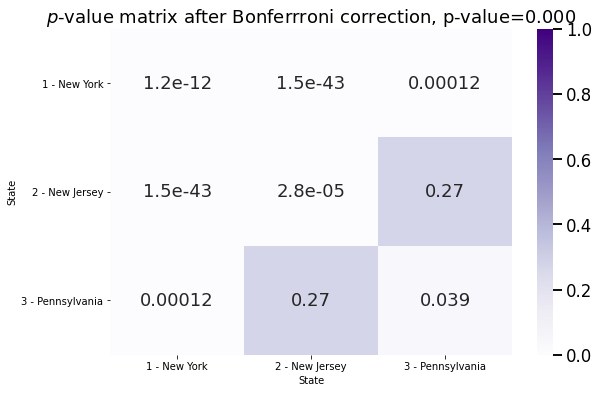 p-value matrix after Bonferrroni correction, p-value=0.000
1 - New York 1.2e-12 1.5e-43 0.00012
2 - New Jersey 1.5e-43 2.8e-05 0.27
3 - Pennsylvania 0.00012 0.27 0.039
1 - New York 2 - New Jersey 3 - Pennsylvania
State
State
1.0
0.8
0.6
0.4
0.2
0.0